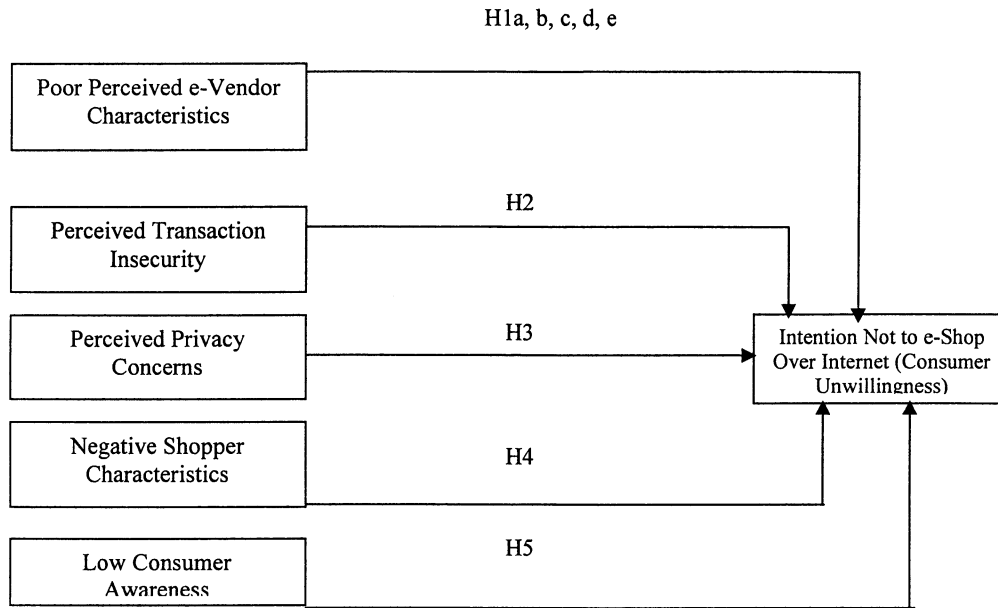 H1a, b, c, d, e
Poor Perceived e-Vendor
Characteristics
H2
Perceived Transaction
Insecurity
Perceived Privacy
Concerns
H3
Intention Not to e-Shop
Over Internet (Consumer
Unwillingness)
Negative Shopper
Characteristics
H4
H5
Low Consumer
Awareness